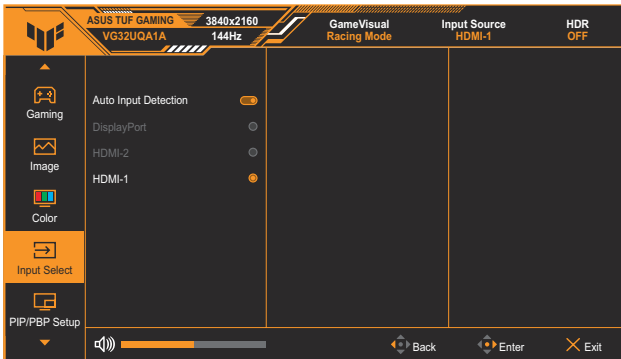 ASUS TUF GAMING 3840x2160
VG32UQA1A 144Hz
GameVisual
Racing Mode
Input Source
HDMI-1
HDR
OFF
Gaming
Image
Color
Input Select
PIP/PBP Setup
Auto Input Detection
DisplayPort
HDMI-2
HDMI-1
Back
Enter
Exit